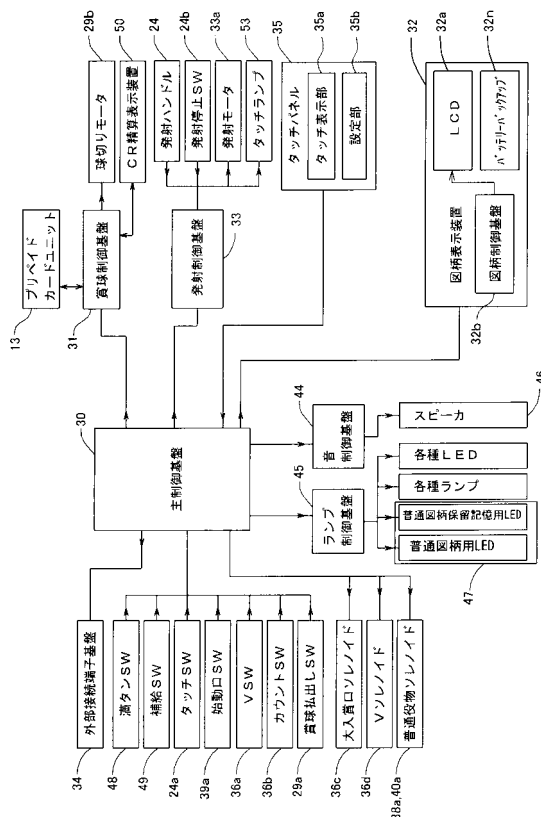 13
プリペイド
カードユニット
31
賞球制御基盤
29b
球切りモータ
50
CR精算表示装置
24
発射ハンドル
24b
発射停止SW
33a
発射モータ
53
タッチランプ
33
発射制御基盤
35
タッチパネル
35a
タッチ表示部
35b
設定部
32
図柄表示装置
32a
LCD
32n
バッテリーバックアップ
32b
図柄制御基盤
30
主制御基盤
44
音
制御基盤
45
ランプ
制御基盤
46
スピーカ
各種LED
各種ランプ
普通図柄保留記憶用LED
普通図柄用LED
47
34
外部接続端子基盤
48
満タンSW
49
補給SW
24a
タッチSW
39a
始動口SW
36a
VSW
36b
カウントSW
29a
賞球払出しSW
36c
大入賞口ソレノイド
36d
Vソレノイド
38a,40a
普通役物ソレノイド